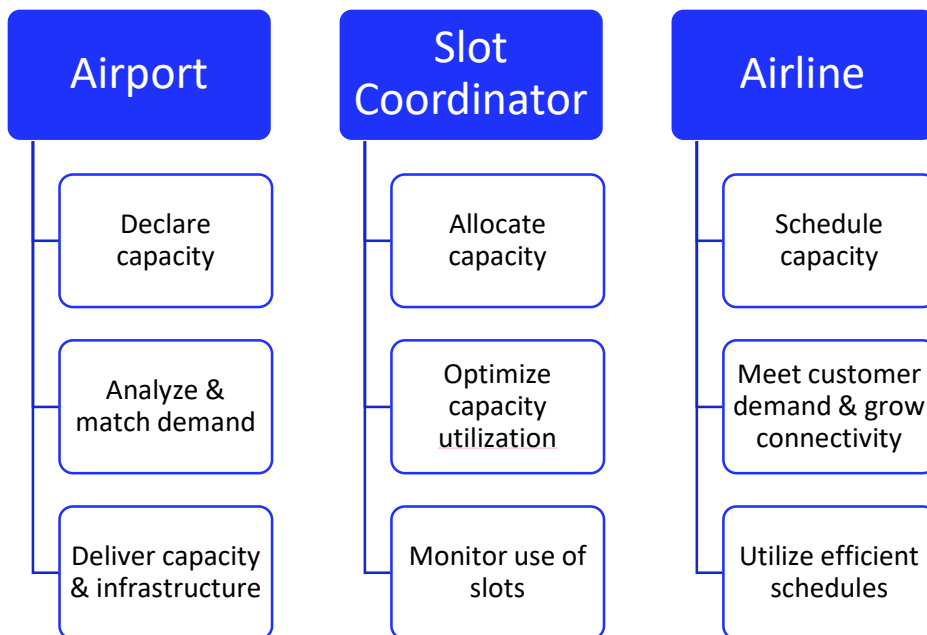 Airport
Declare
capacity
Analyze &
match demand
Deliver capacity
& infrastructure
Slot
Coordinator
Allocate
capacity
Optimize
capacity
utilization
Monitor use of
slots
Airline
Schedule
capacity
Meet customer
demand & grow
connectivity
Utilize efficient
schedules